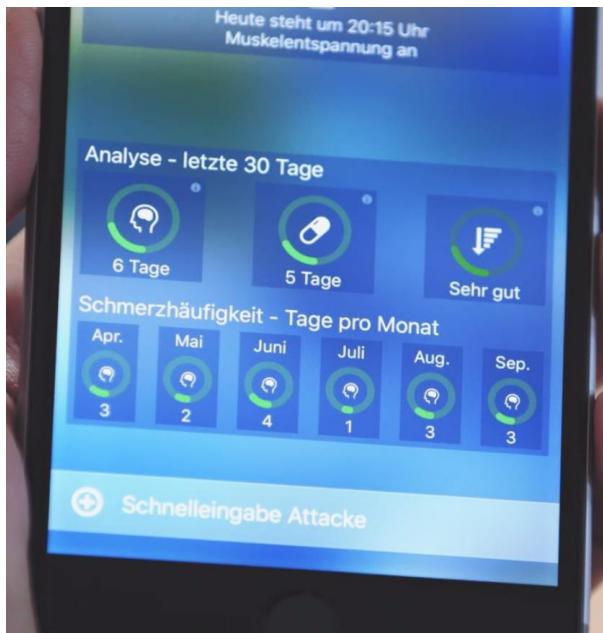 Heute steht um 20:15 Uhr
Muskelentspannung an
Analyse - letzte 30 Tage
6 Tage
5 Tage
Sehr gut
Schmerzhäufigkeit - Tage pro Monat
Apr. Mai Juni Juli Aug. Sep.
3 2 4 1 3 3
Schnelleingabe Attacke